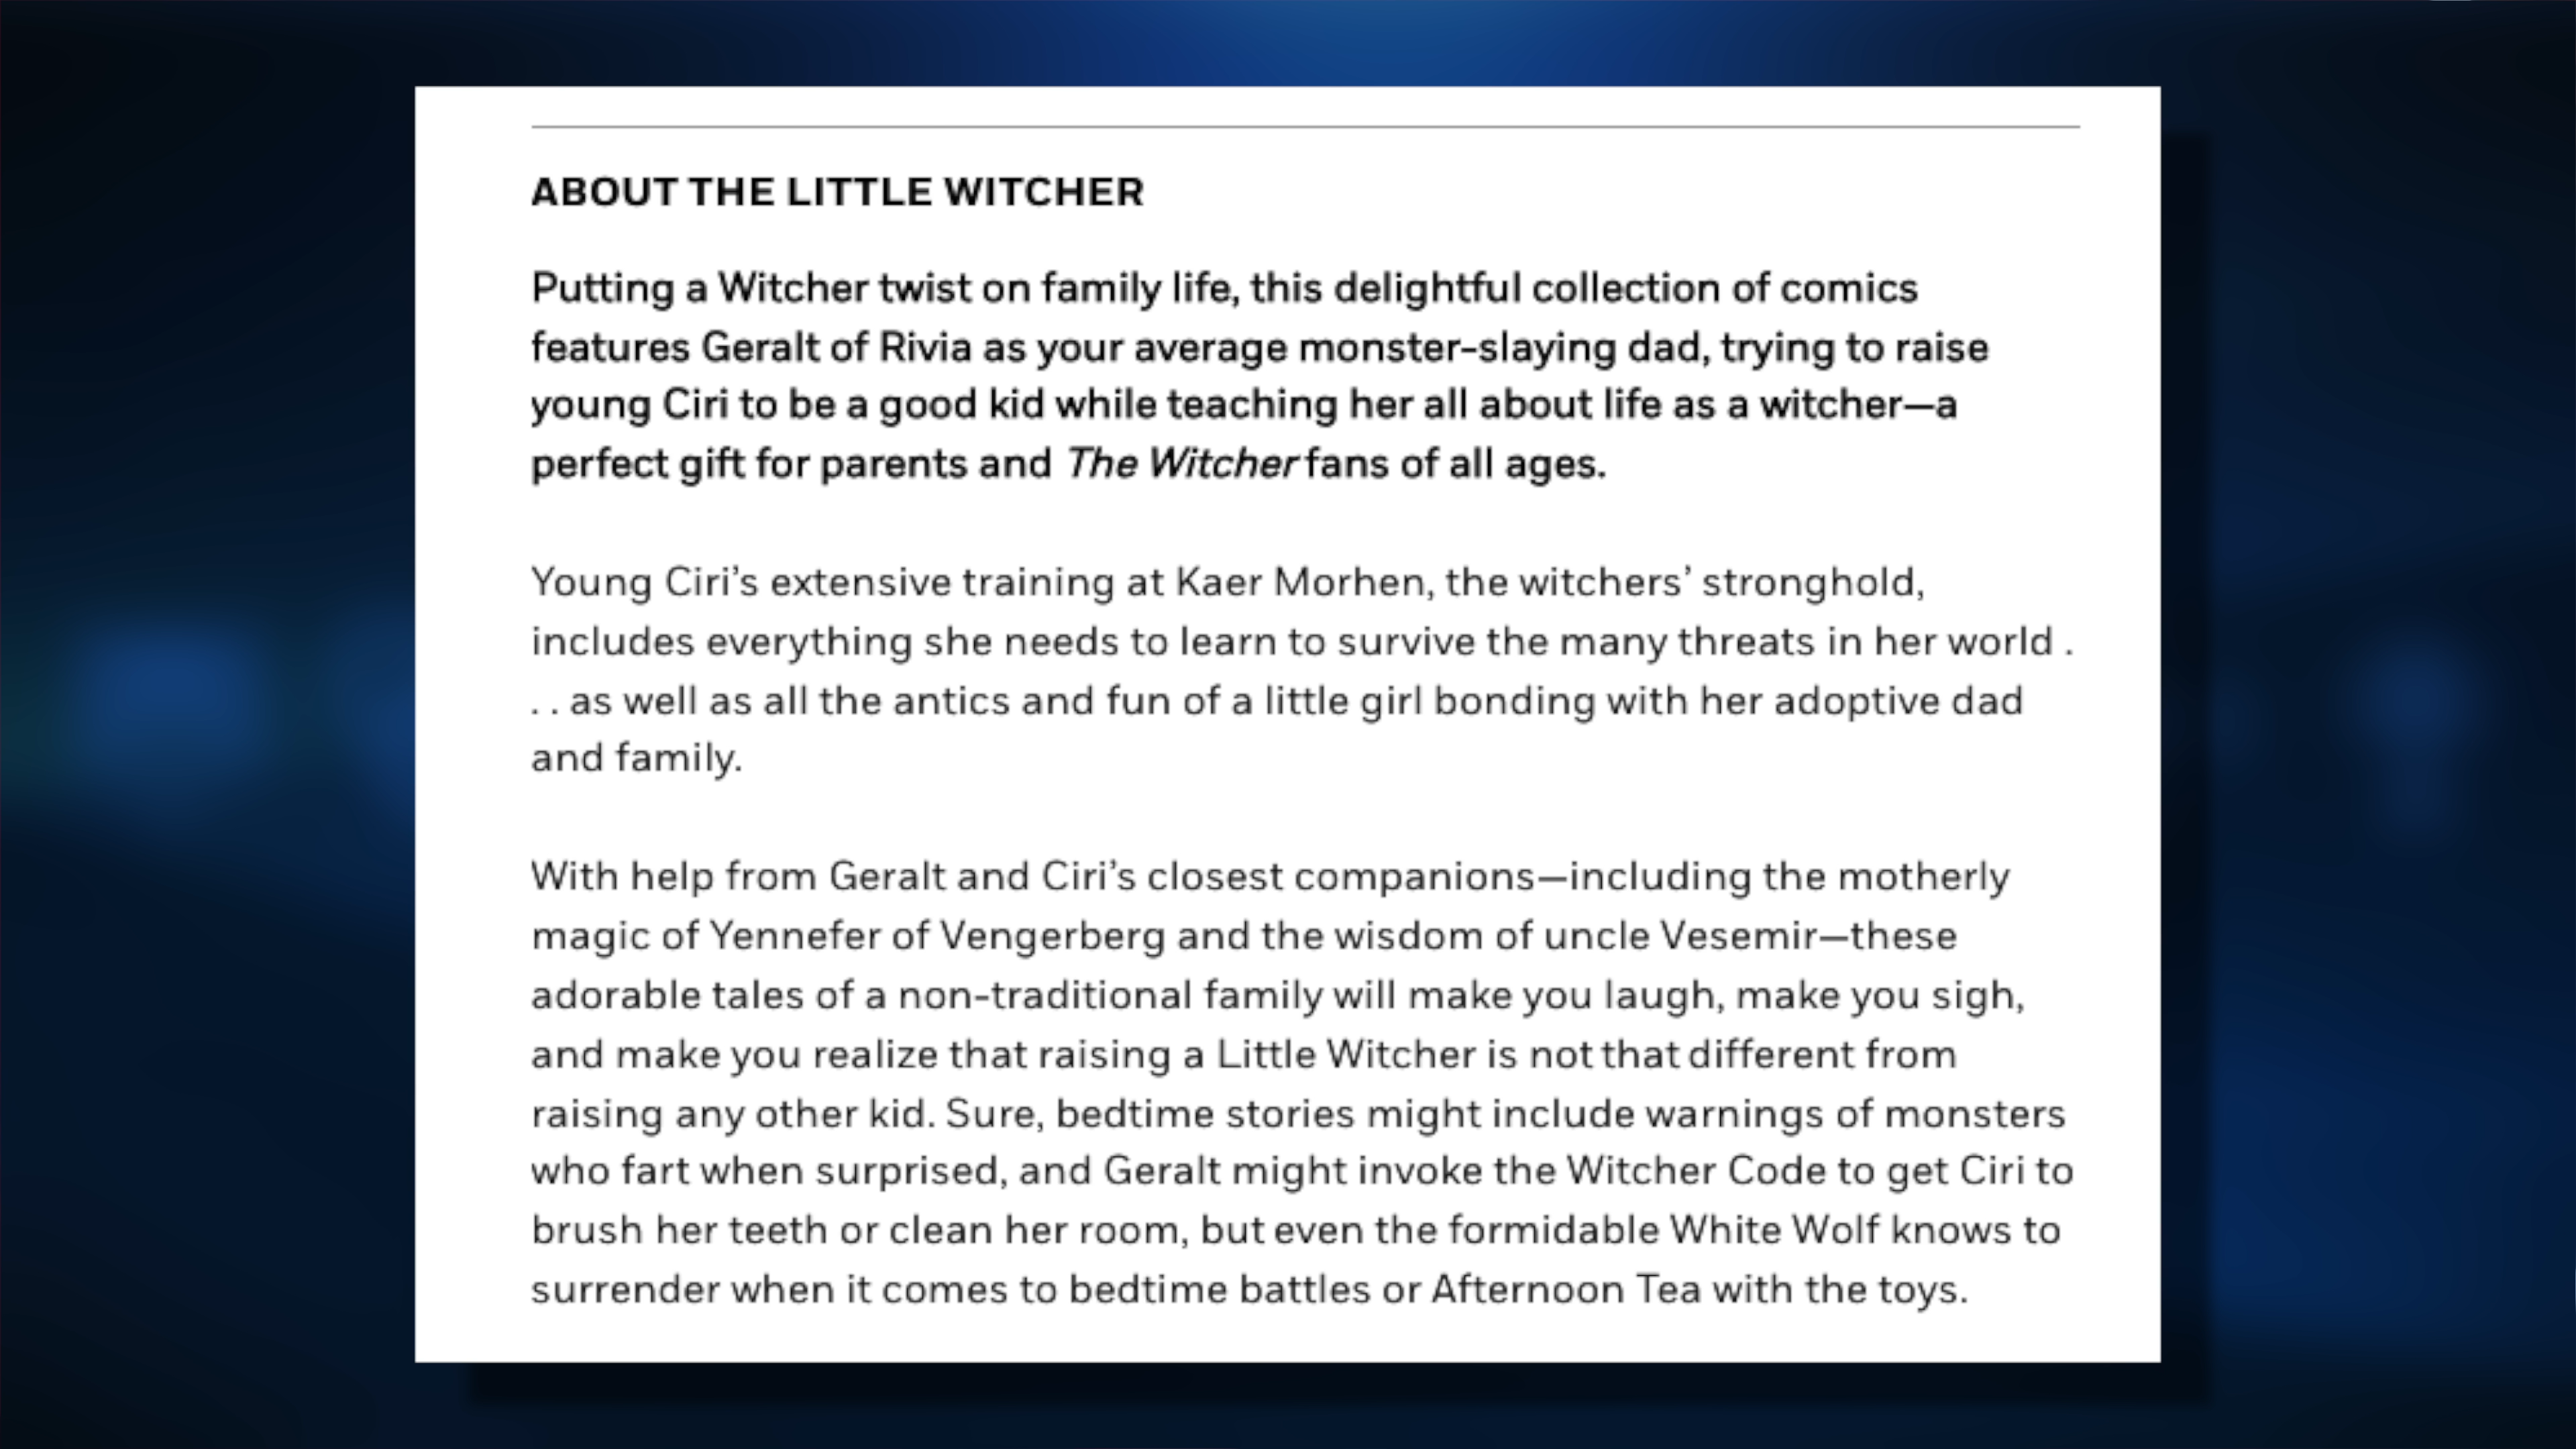 ABOUT THE LITTLE WITCHER
Putting a Witcher twist on family life, this delightful collection of comics
features Geralt of Rivia as your average monster-slaying dad, trying to raise
young Ciri to be a good kid while teaching her all about life as a witcher—a
perfect gift for parents and The Witcher fans of all ages.
Young Ciri’s extensive training at Kaer Morhen, the witchers’ stronghold,
includes everything she needs to learn to survive the many threats in her world .
. . as well as all the antics and fun of a little girl bonding with her adoptive dad
and family.
With help from Geralt and Ciri’s closest companions—including the motherly
magic of Yennefer of Vengerberg and the wisdom of uncle Vesemir—these
adorable tales of a non-traditional family will make you laugh, make you sigh,
and make you realize that raising a Little Witcher is not that different from
raising any other kid. Sure, bedtime stories might include warnings of monsters
who fart when surprised, and Geralt might invoke the Witcher Code to get Ciri to
brush her teeth or clean her room, but even the formidable White Wolf knows to
surrender when it comes to bedtime battles or Afternoon Tea with the toys.